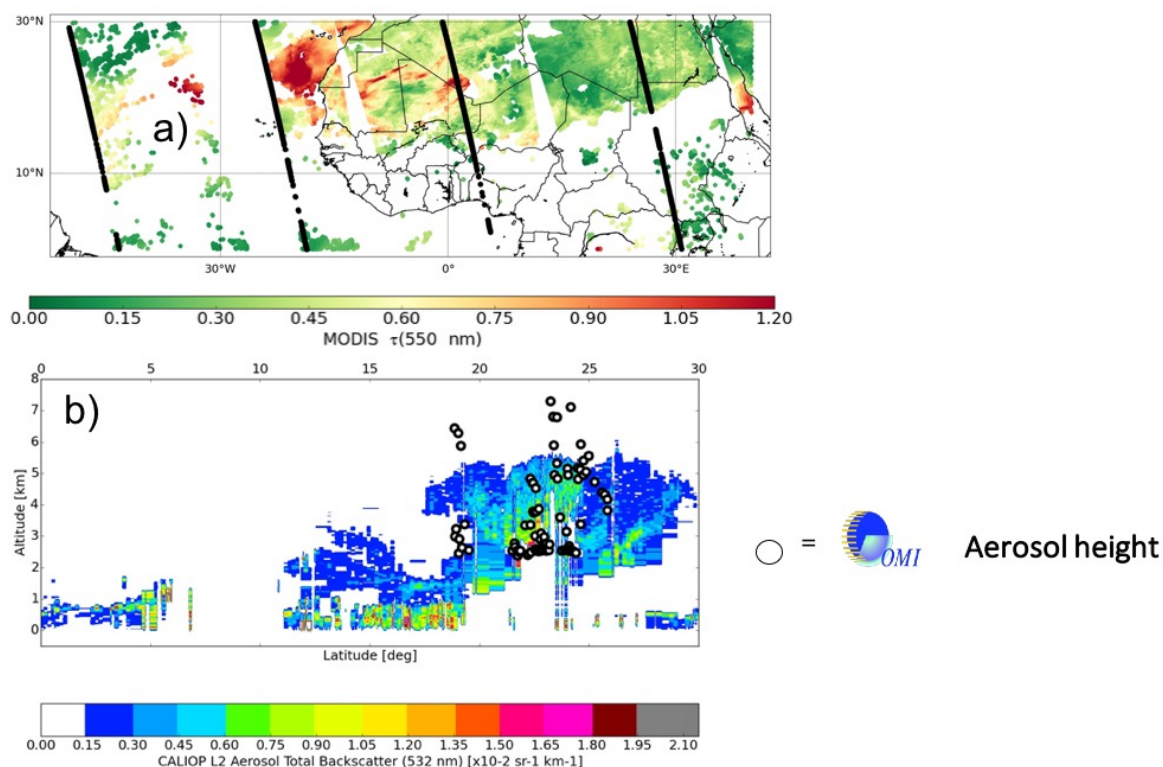 30°N
a)
10°N
30°W 0° 30°E
0.00 0.15 0.30 0.45 0.60 0.75 0.90 1.05 1.20
MODIS τ(550 nm)
0 5 10 15 20 25 30
8
b)
7
6
5
4
3
2
1
0
Altitude [km]
Latitude [deg]
= OMI Aerosol height
0.00 0.15 0.30 0.45 0.60 0.75 0.90 1.05 1.20 1.35 1.50 1.65 1.80 1.95 2.10
CALIOP L2 Aerosol Total Backscatter (532 nm) [x10-2 sr-1 km-1]